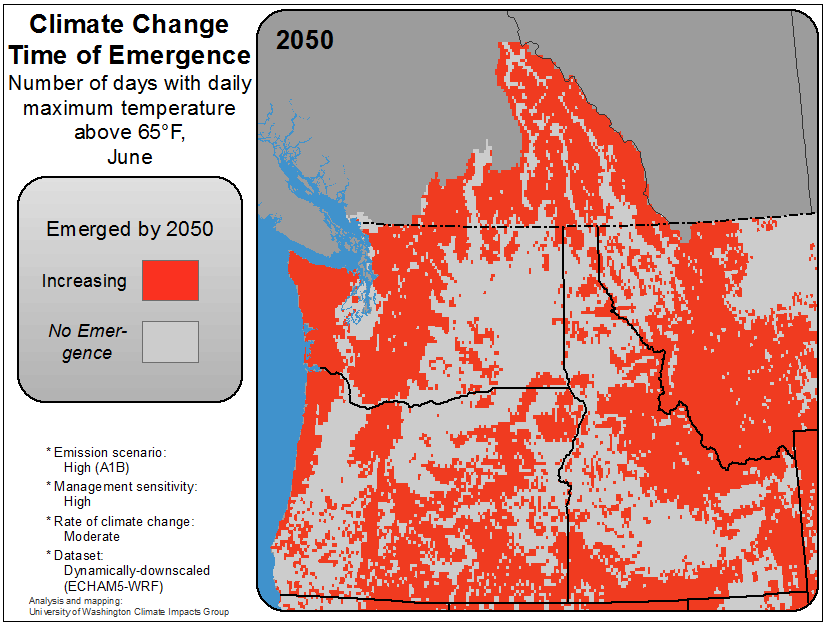 Climate Change
Time of Emergence
Number of days with daily
maximum temperature
above 65°F,
June
Emerged by 2050
Increasing
No Emer-
gence
* Emission scenario:
High (A1B)
* Management sensitivity:
High
* Rate of climate change:
Moderate
* Dataset:
Dynamically-downscaled
(ECHAM5-WRF)
Analysis and mapping:
University of Washington Climate Impacts Group
2050